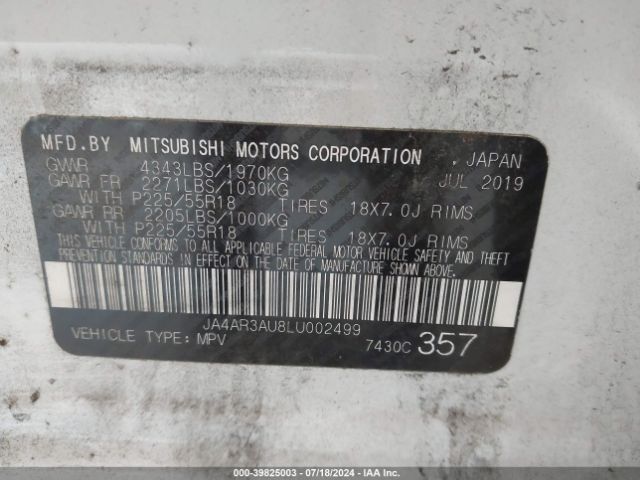 MFD.BY MITSUBISHI MOTORS CORPORATION , JAPAN
GVWR 4343LBS/1970KG JUL 2019
GAWR FR 2271LBS/1030KG
WITH P225/55R18 TIRES 18X7.0J RIMS
GAWR RR 2205LBS/1000KG
WITH P225/55R18 TIRES 18X7.0J RIMS
THIS VEHICLE CONFORMS TO ALL APPLICABLE FEDERAL MOTOR VEHICLE SAFETY AND THEFT
PREVENTION STANDARDS IN EFFECT ON THE DATE OF MANUFACTURE SHOWN ABOVE.
JA4AR3AU8LU002499
VEHICLE TYPE: MPV 7430C 357
000-39825003 / 07/18/2024 - IAA Inc.